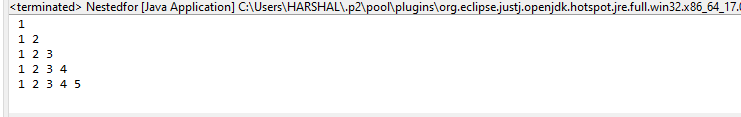 <terminated> Nestedfor [Java Application] C:\Users\HARSHAL\.p2\pool\plugins\org.eclipse.justj.openjdk.hotspot.jre.full.win32.x86_64_17.0
1
1 2
1 2 3
1 2 3 4
1 2 3 4 5